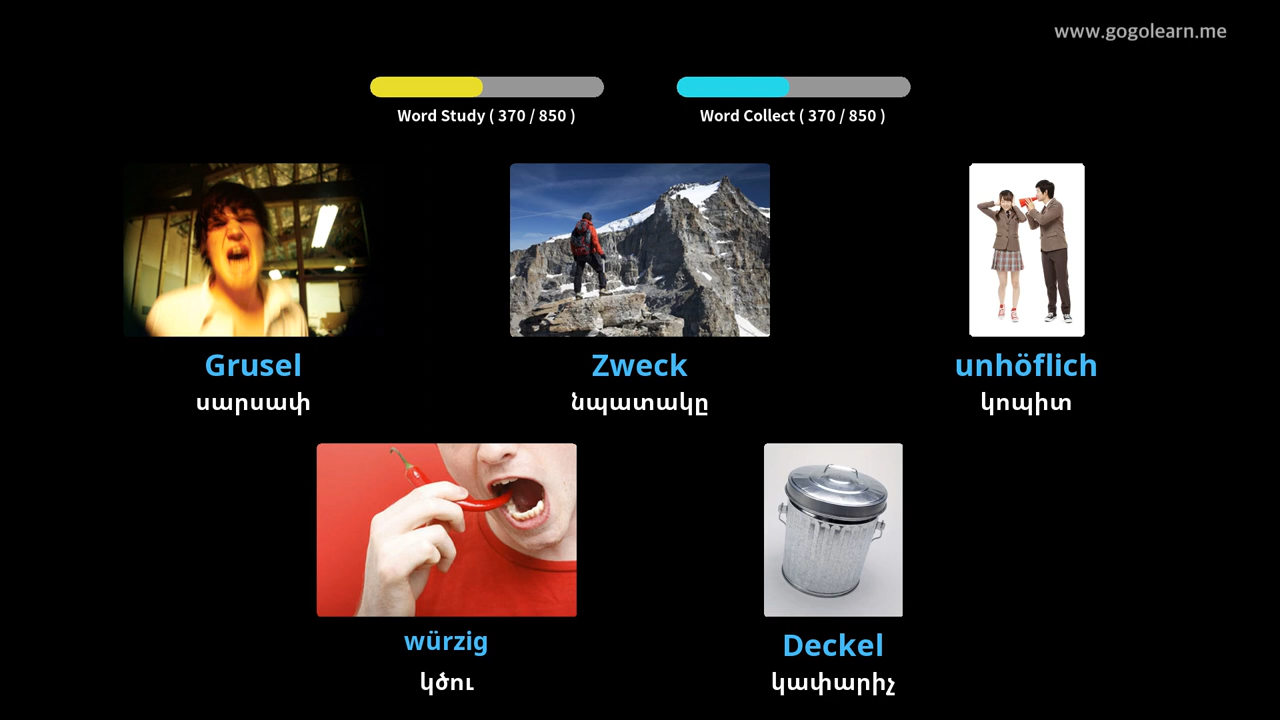 www.gogolearn.me
Word Study ( 370 / 850 )
Word Collect ( 370 / 850 )
Grusel
սարսափ
Zweck
նպատակը
unhöflich
կոպիտ
würzig
կծու
Deckel
կափարիչ